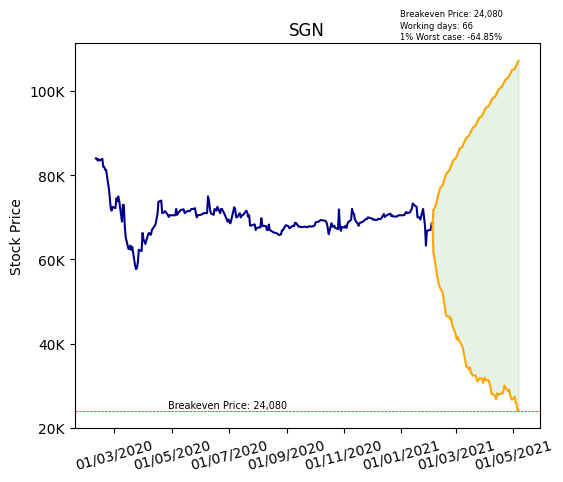 SGN
Breakeven Price: 24,080
Working days: 66
1% Worst case: -64.85%
Stock Price
100K
80K
60K
40K
20K
Breakeven Price: 24,080
01/03/2020
01/05/2020
01/07/2020
01/09/2020
01/11/2020
01/01/2021
01/03/2021
01/05/2021